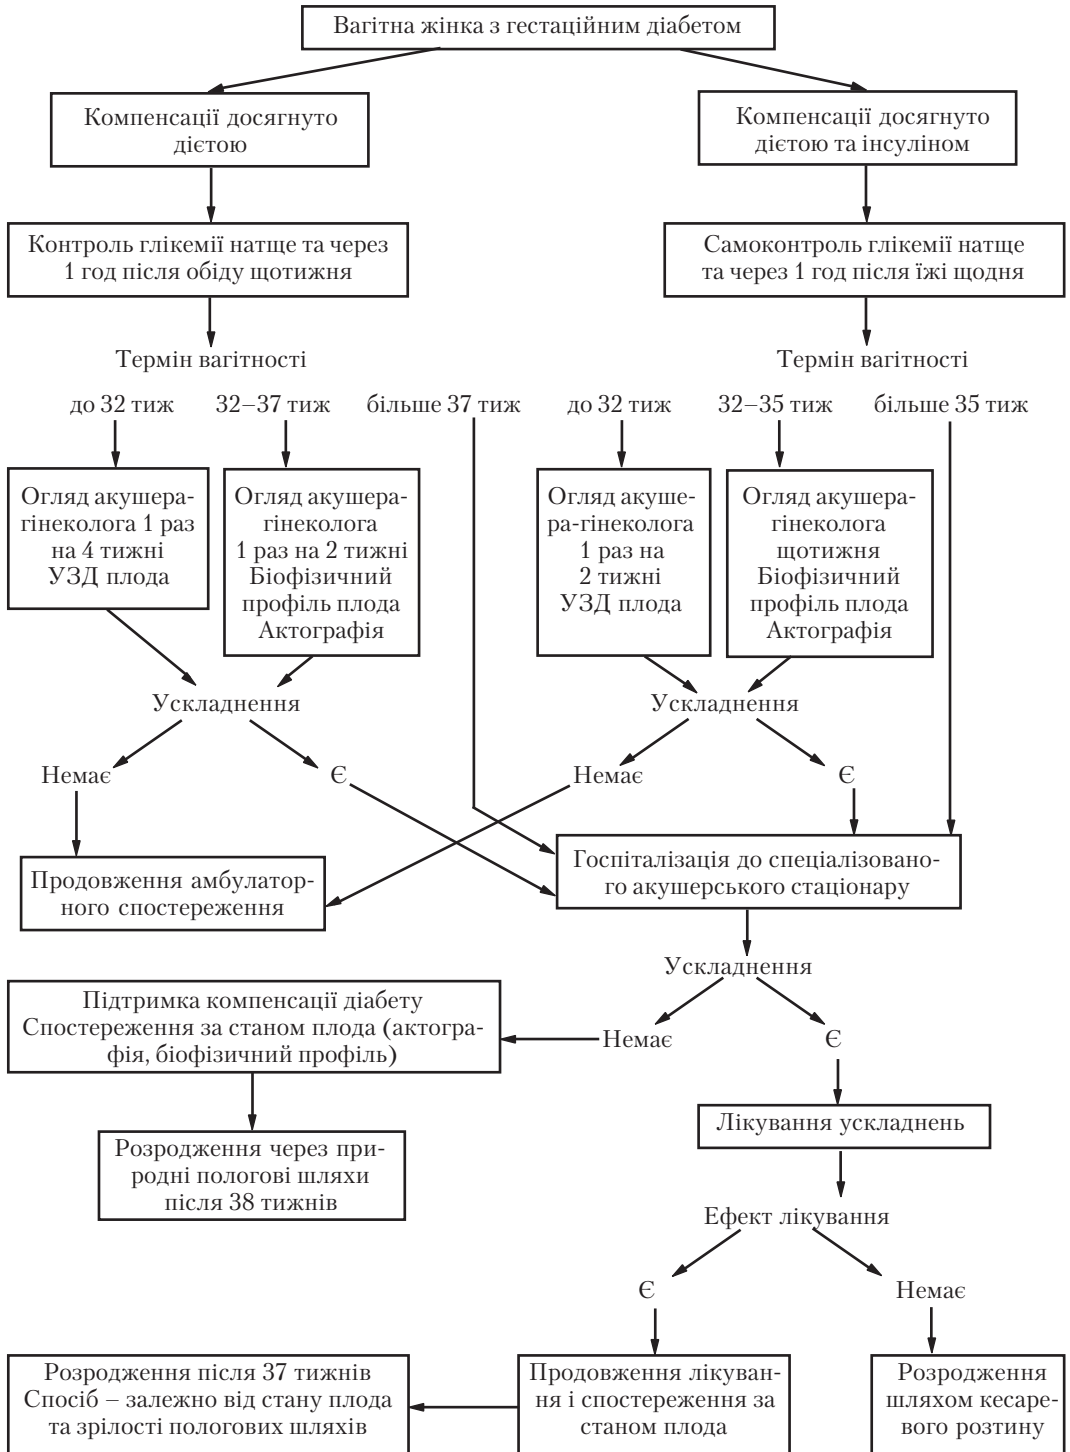 Вагітна жінка з гестаційним діабетом
Компенсації досягнуто
дієтою
Компенсації досягнуто
дієтою та інсуліном
Контроль глікемії натще та через
1 год після обіду щотижня
Самоконтроль глікемії натще
та через 1 год після їжі щодня
Термін вагітності
Термін вагітності
до 32 тиж
32–37 тиж
більше 37 тиж
до 32 тиж
32–35 тиж
більше 35 тиж
Огляд акушера-
гінеколога 1 раз
на 4 тижні
УЗД плода
Огляд акушера-
гінеколога
1 раз на 2 тижні
Біофізичний
профіль плода
Актографія
Огляд акуше-
ра-гінеколога
1 раз на
2 тижні
УЗД плода
Огляд акушера-
гінеколога
щотижня
Біофізичний
профіль плода
Актографія
Ускладнення
Ускладнення
Немає
Є
Немає
Є
Продовження амбулатор-
ного спостереження
Госпіталізація до спеціалізовано-
го акушерського стаціонару
Ускладнення
Немає
Є
Підтримка компенсації діабету
Спостереження за станом плода (актогра-
фія, біофізичний профіль)
Розродження через при-
родні пологові шляхи
після 38 тижнів
Лікування ускладнень
Ефект лікування
Є
Немає
Розродження після 37 тижнів
Спосіб – залежно від стану плода
та зрілості пологових шляхів
Продовження лікуван-
ня і спостереження за
станом плода
Розродження
шляхом кесаре-
вого розтину